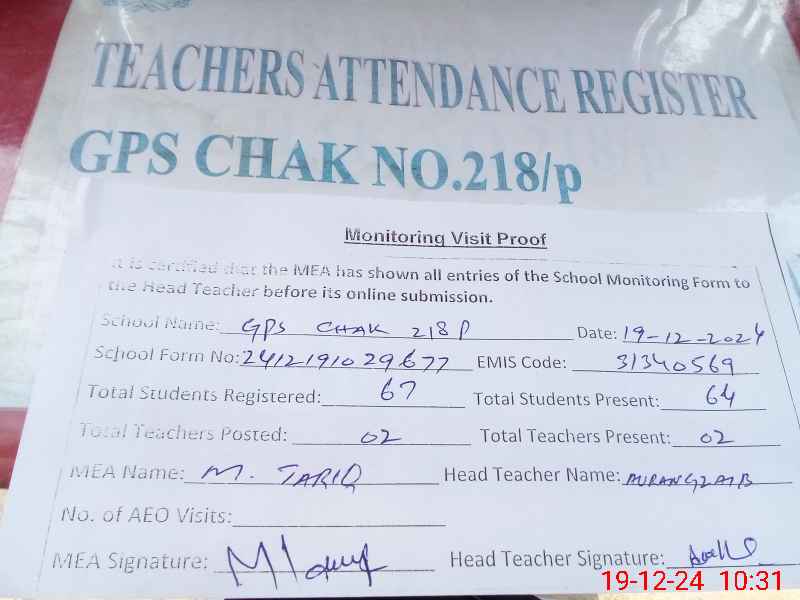 TEACHERS ATTENDANCE REGISTER
GPS CHAK NO.218/p
Monitoring Visit Proof
It is certified that the MEA has shown all entries of the School Monitoring Form to
the Head Teacher before its online submission.
School Name: GPS CHAK 218 P Date: 19-12-2024
School Form No: 2412191029677 EMIS Code: 31340569
Total Students Registered: 67 Total Students Present: 64
Total Teachers Posted: 02 Total Teachers Present: 02
MEA Name: M. TARIQ Head Teacher Name: AURANGZAIB
No. of AEO Visits:
MEA Signature: Head Teacher Signature:
19-12-24 10:31